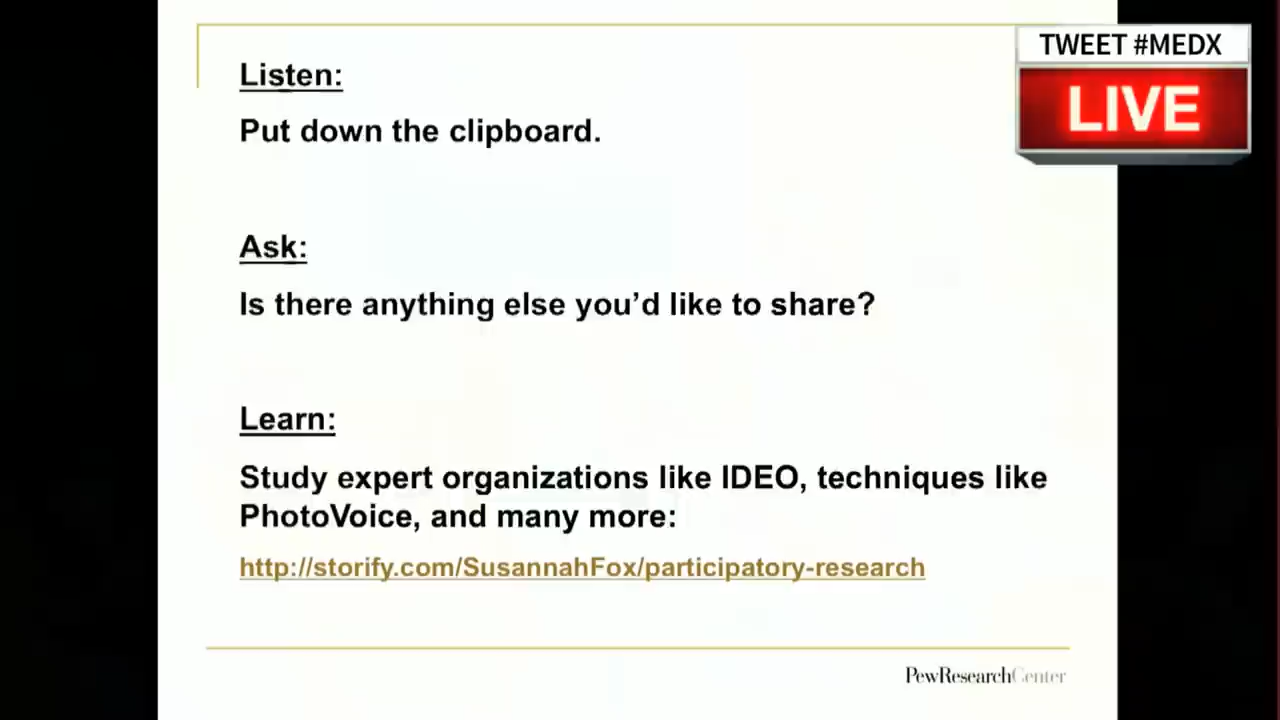 TWEET #MEDX
LIVE
Listen:
Put down the clipboard.
Ask:
Is there anything else you’d like to share?
Learn:
Study expert organizations like IDEO, techniques like
PhotoVoice, and many more:
http://storify.com/SusannahFox/participatory-research
PewResearchCenter